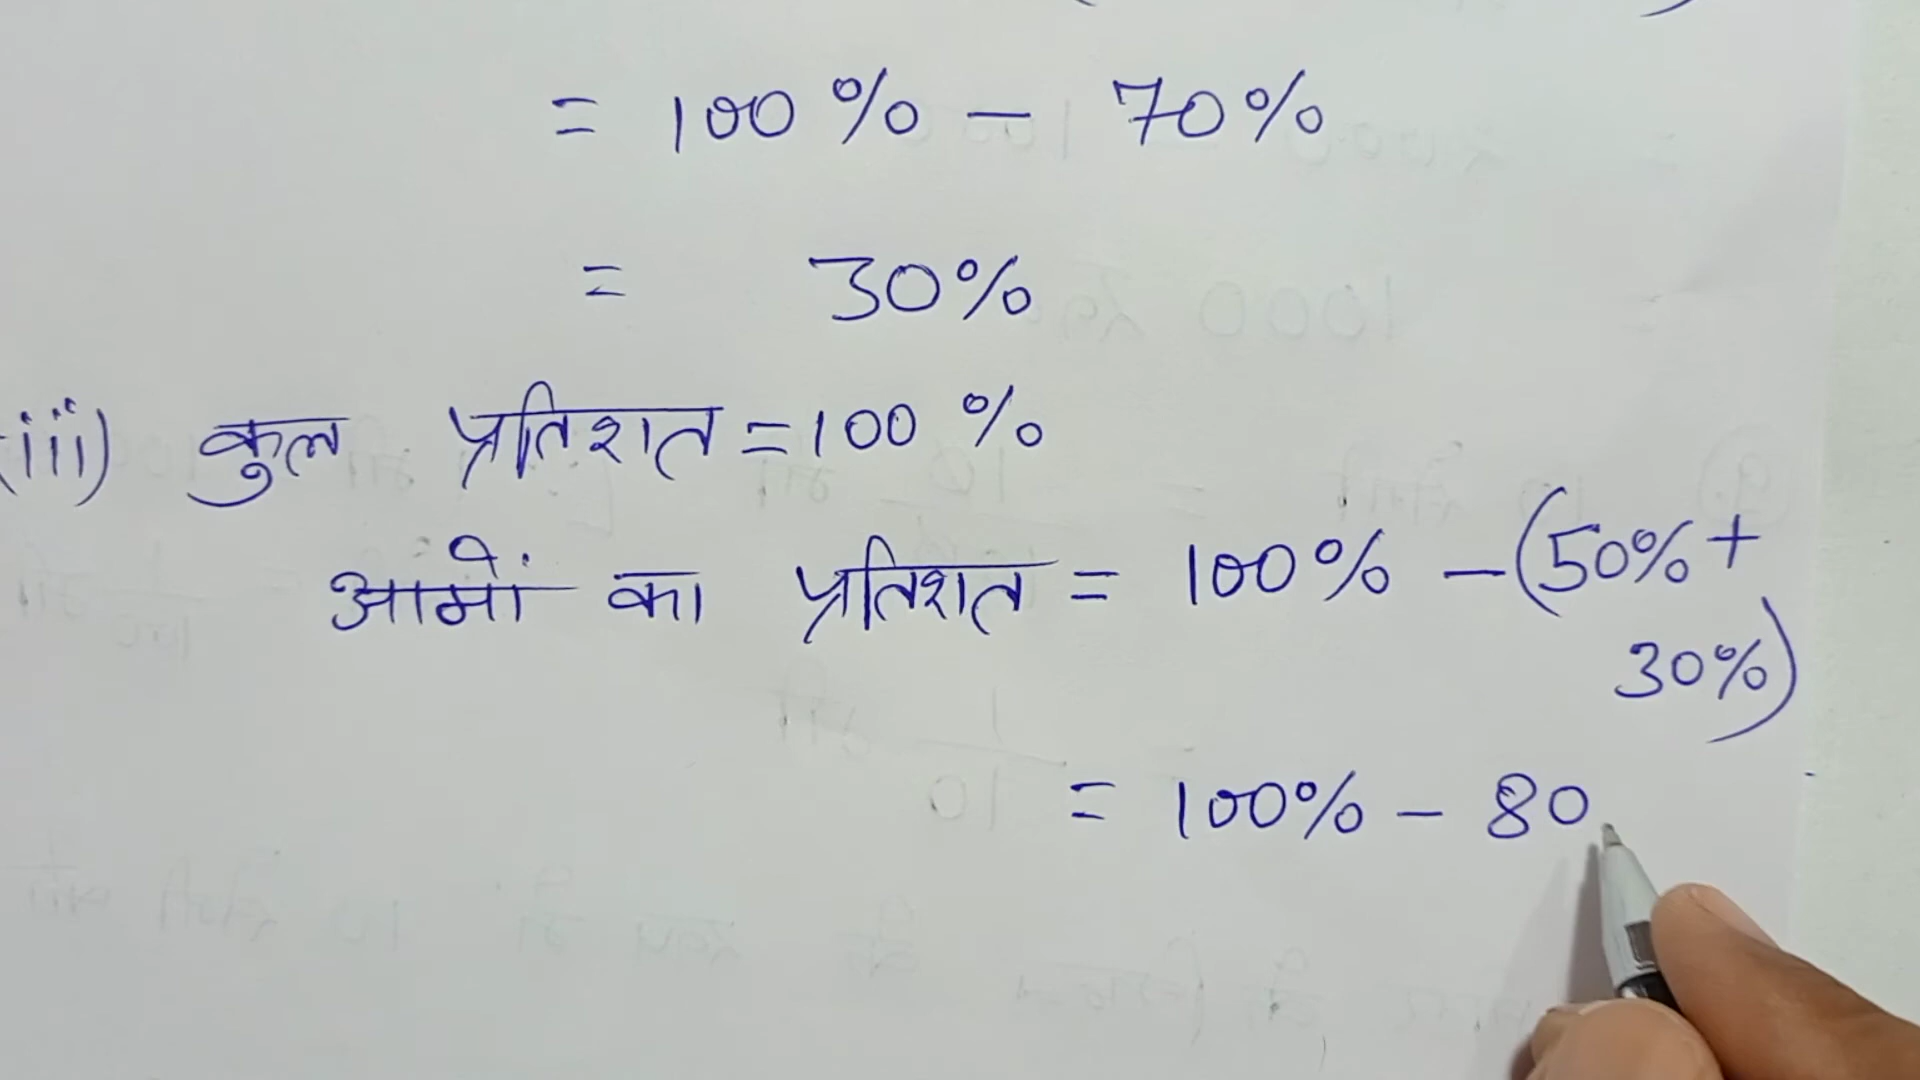 = 100 % - 70%
= 30%
(iii) कुल प्रतिशत = 100 %
आमों का प्रतिशत = 100% - (50% +
30%)
= 100% - 80